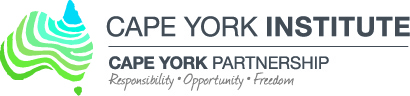 CAPE YORK INSTITUTE
CAPE YORK PARTNERSHIP
Responsibility • Opportunity • Freedom